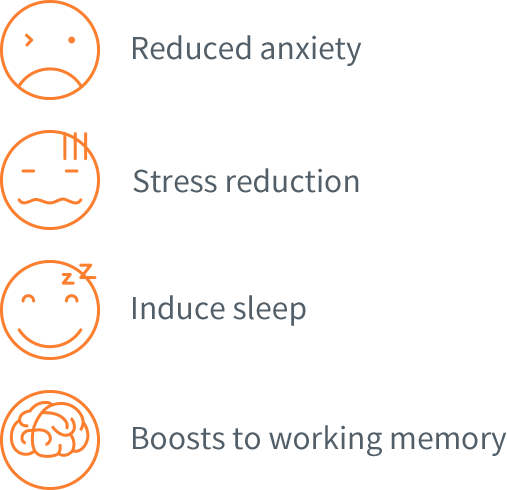 Reduced anxiety
Stress reduction
z z
Induce sleep
Boosts to working memory